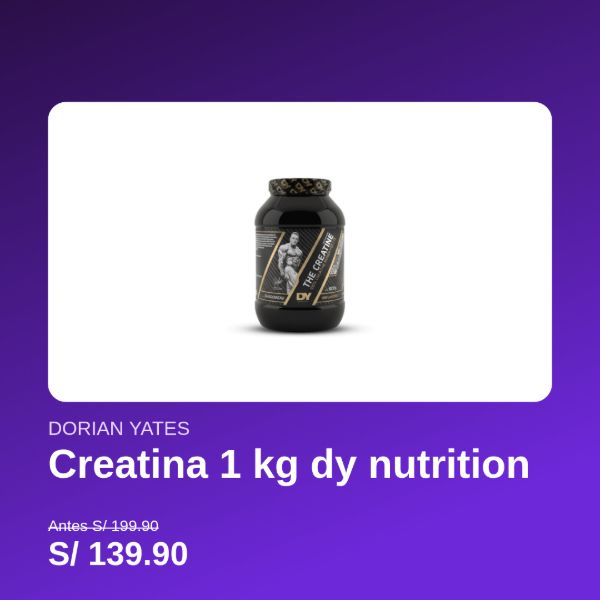 THE CREATINE
DY
DORIAN YATES
Creatina 1 kg dy nutrition
Antes S/ 199.90
S/ 139.90